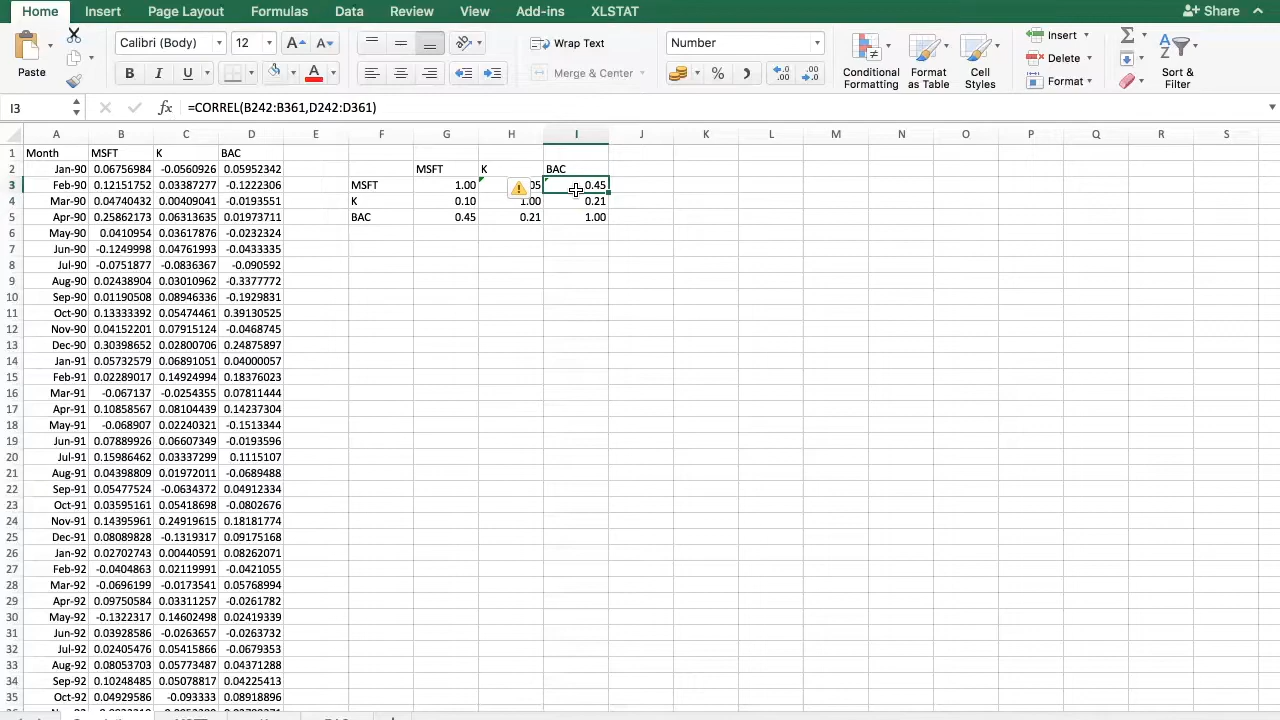 Home Insert Page Layout Formulas Data Review View Add-ins XLSTAT Share
Calibri (Body) 12 A A Wrap Text Number Insert
Paste B I U A Merge & Center % Conditional Formatting Format as Table Cell Styles Delete Format Sort & Filter
I3 fx =CORREL(B242:B361,D242:D361)
A B C D E F G H I J K L M N O P Q R S
1 Month MSFT K BAC
2 Jan-90 0.06756984 -0.0560926 0.05952342 MSFT K BAC
3 Feb-90 0.12151752 0.03387277 -0.1222306 MSFT 1.00 05 0.45
4 Mar-90 0.04740432 0.00409041 -0.0193551 K 0.10 1.00 0.21
5 Apr-90 0.25862173 0.06313635 0.01973711 BAC 0.45 0.21 1.00
6 May-90 0.0410954 0.03617876 -0.0232324
7 Jun-90 -0.1249998 0.04761993 -0.0433335
8 Jul-90 -0.0751877 -0.0836367 -0.090592
9 Aug-90 0.02438904 0.03010962 -0.3377772
10 Sep-90 0.01190508 0.08946336 -0.1929831
11 Oct-90 0.13333392 0.05474461 0.39130525
12 Nov-90 0.04152201 0.07915124 -0.0468745
13 Dec-90 0.30398652 0.02800706 0.24875897
14 Jan-91 0.05732579 0.06891051 0.04000057
15 Feb-91 0.02289017 0.14924994 0.18376023
16 Mar-91 -0.067137 -0.0254355 0.07811444
17 Apr-91 0.10858567 0.08104439 0.14237304
18 May-91 -0.068907 0.02240321 -0.1513344
19 Jun-91 0.07889926 0.06607349 -0.0193596
20 Jul-91 0.15986462 0.03337299 0.1115107
21 Aug-91 0.04398809 0.01972011 -0.0689488
22 Sep-91 0.05477524 -0.0634372 0.04912334
23 Oct-91 0.03595161 0.05418698 -0.0802676
24 Nov-91 0.14395961 0.24919615 0.18181774
25 Dec-91 0.08089828 -0.1319317 0.09175168
26 Jan-92 0.02702743 0.00440591 0.08262071
27 Feb-92 -0.0404863 0.02119991 -0.0421055
28 Mar-92 -0.0696199 -0.0173541 0.05768994
29 Apr-92 0.09750584 0.03311257 -0.0261782
30 May-92 -0.1322317 0.14602498 0.02419339
31 Jun-92 0.03928586 -0.0263657 -0.0263732
32 Jul-92 0.02405476 0.05415866 -0.0679353
33 Aug-92 0.08053703 0.05773487 0.04371288
34 Sep-92 0.10248485 0.05078817 0.04225413
35 Oct-92 0.04929586 -0.093333 0.08918896